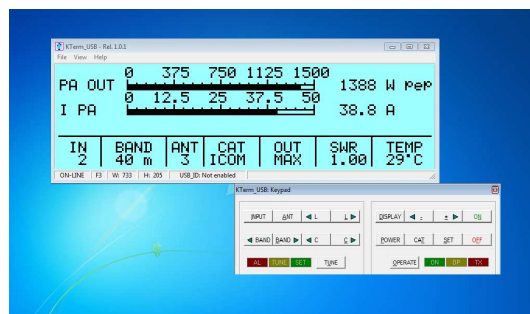 KTerm_USB - Rel. 1.0.1
File View Help
0 375 750 1125 1500
PA OUT 1388 W pep
0 12.5 25 37.5 50
I PA 38.8 A
IN BAND ANT CAT OUT SWR TEMP
2 40 m 3 ICOM MAX 1.00 29°C
ON-LINE F3 W: 733 H: 205 USB_ID: Not enabled
KTerm_USB: Keypad
INPUT ANT ◀ L L ▶ DISPLAY ◀ - ± ▶ ON
◀ BAND BAND ▶ ◀ C C ▶ POWER CAT SET OFF
AL TUNE SET TUNE OPERATE ON OP TX